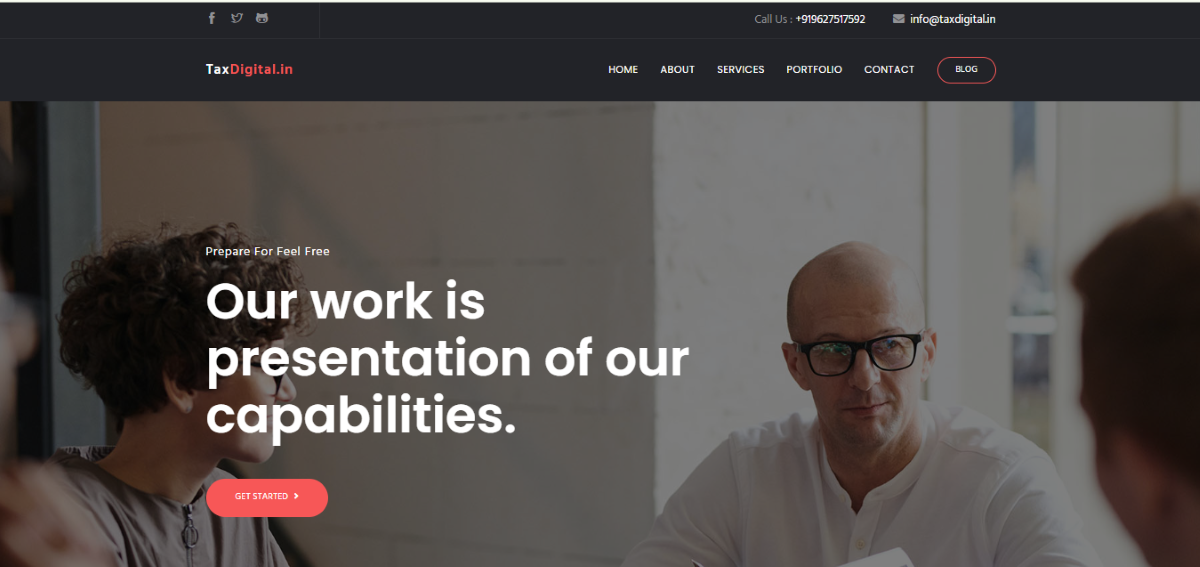 Call Us : +919627517592 info@taxdigital.in
TaxDigital.in
HOME ABOUT SERVICES PORTFOLIO CONTACT BLOG
Prepare For Feel Free
Our work is
presentation of our
capabilities.
GET STARTED